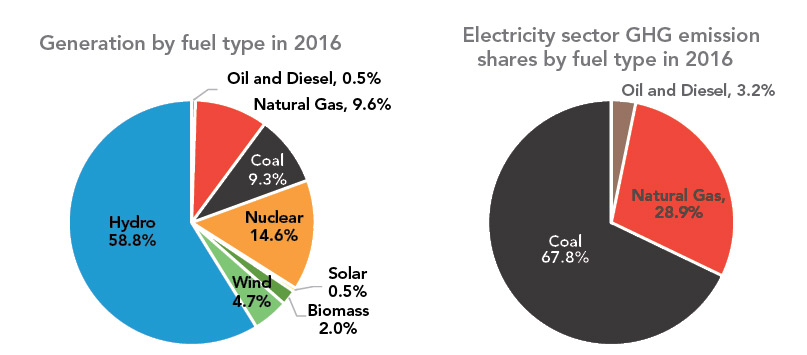 Generation by fuel type in 2016
Oil and Diesel, 0.5%
Natural Gas, 9.6%
Coal
9.3%
Nuclear
14.6%
Solar
0.5%
Biomass
2.0%
Wind
4.7%
Hydro
58.8%
Electricity sector GHG emission
shares by fuel type in 2016
Oil and Diesel, 3.2%
Natural Gas,
28.9%
Coal
67.8%